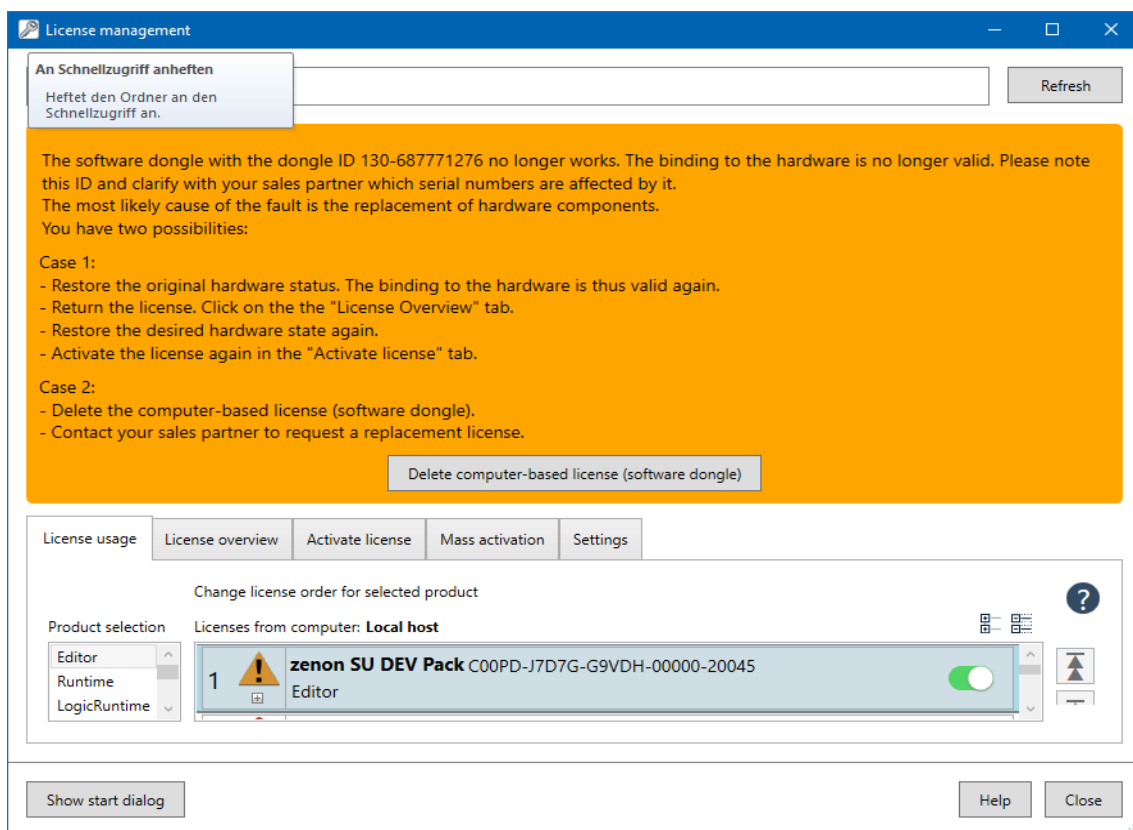 License management
An Schnellzugriff anheften
Heftet den Ordner an den
Schnellzugriff an.
Refresh
The software dongle with the dongle ID 130-687771276 no longer works. The binding to the hardware is no longer valid. Please note
this ID and clarify with your sales partner which serial numbers are affected by it.
The most likely cause of the fault is the replacement of hardware components.
You have two possibilities:
Case 1:
- Restore the original hardware status. The binding to the hardware is thus valid again.
- Return the license. Click on the the "License Overview" tab.
- Restore the desired hardware state again.
- Activate the license again in the "Activate license" tab.
Case 2:
- Delete the computer-based license (software dongle).
- Contact your sales partner to request a replacement license.
Delete computer-based license (software dongle)
License usage License overview Activate license Mass activation Settings
Change license order for selected product
?
Product selection Licenses from computer: Local host
Editor
Runtime
LogicRuntime
1 zenon SU DEV Pack C00PD-J7D7G-G9VDH-00000-20045
Editor
Show start dialog Help Close